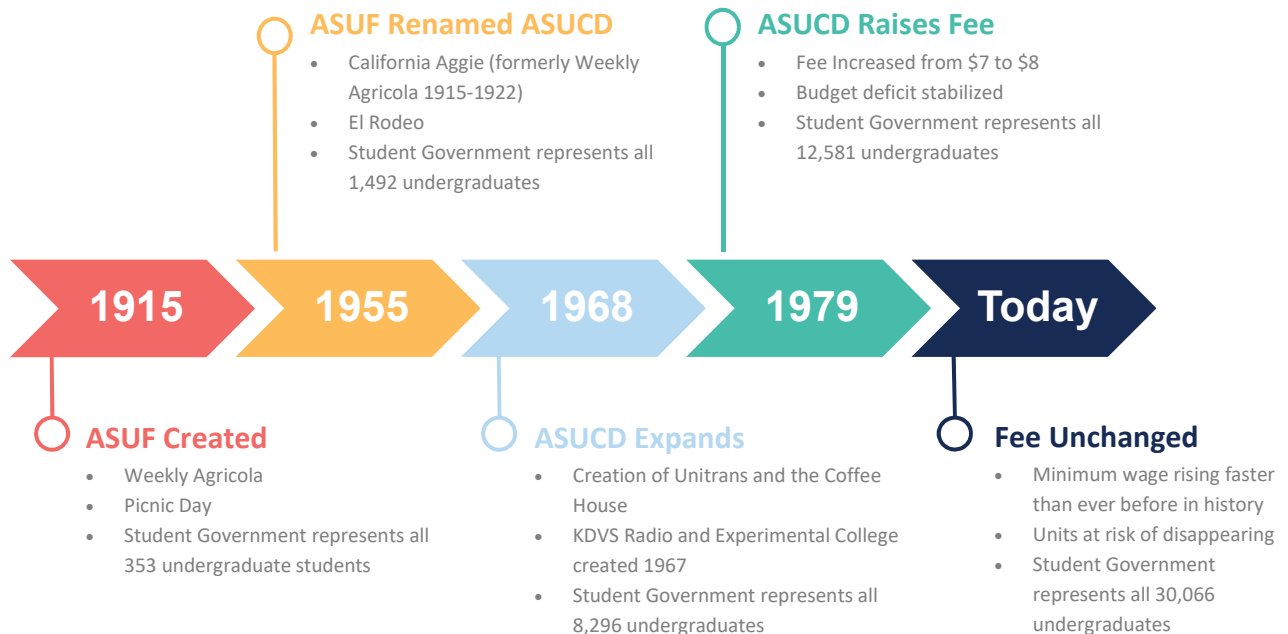 ASUF Renamed ASUCD
• California Aggie (formerly Weekly
Agricola 1915-1922)
• El Rodeo
• Student Government represents all
1,492 undergraduates
ASUCD Raises Fee
• Fee Increased from $7 to $8
• Budget deficit stabilized
• Student Government represents all
12,581 undergraduates
1915
1955
1968
1979
Today
ASUF Created
• Weekly Agricola
• Picnic Day
• Student Government represents all
353 undergraduate students
ASUCD Expands
• Creation of Unitrans and the Coffee
House
• KDVS Radio and Experimental College
created 1967
• Student Government represents all
8,296 undergraduates
Fee Unchanged
• Minimum wage rising faster
than ever before in history
• Units at risk of disappearing
• Student Government
represents all 30,066
undergraduates